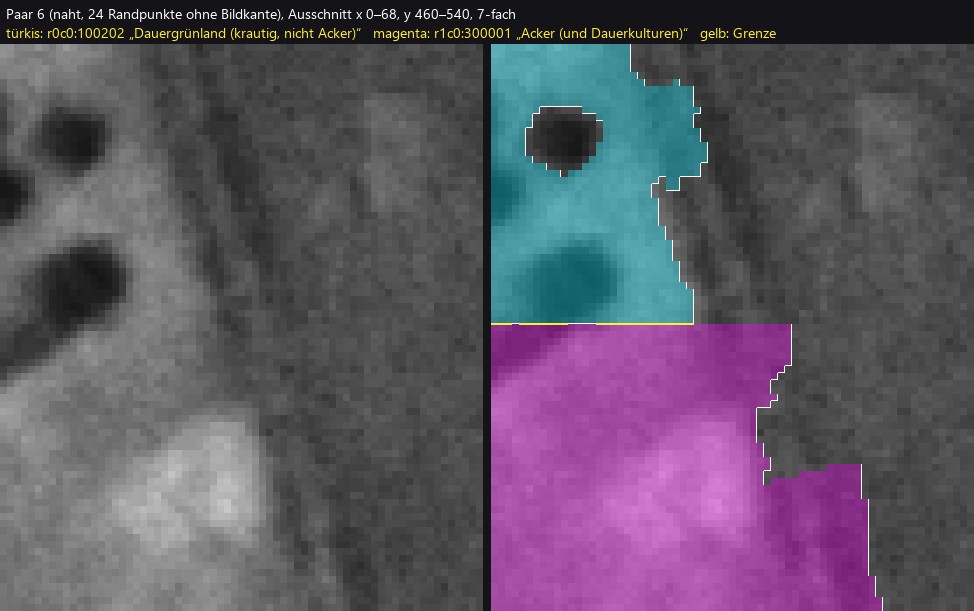 Paar 6 (naht, 24 Randpunkte ohne Bildkante), Ausschnitt x 0–68, y 460–540, 7-fach
türkis: r0c0:100202 „Dauergrünland (krautig, nicht Acker)“ magenta: r1c0:300001 „Acker (und Dauerkulturen)“ gelb: Grenze